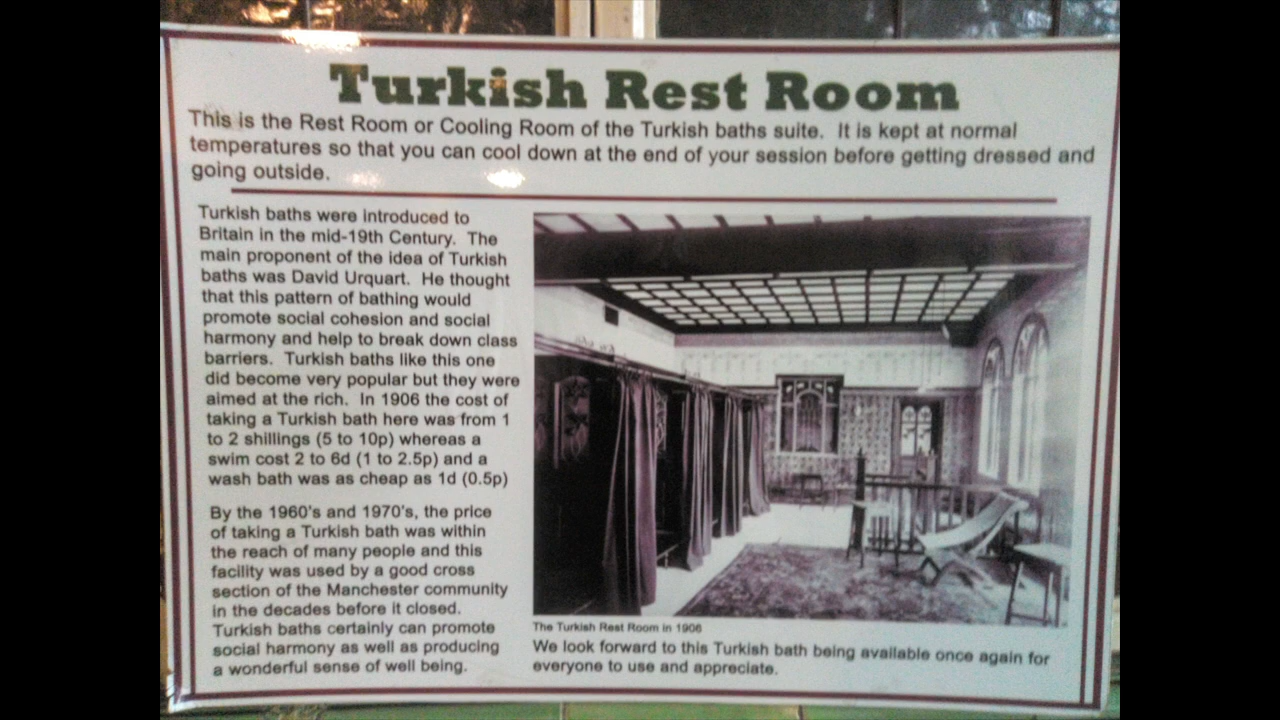 Turkish Rest Room
This is the Rest Room or Cooling Room of the Turkish baths suite. It is kept at normal
temperatures so that you can cool down at the end of your session before getting dressed and
going outside.
Turkish baths were introduced to
Britain in the mid-19th Century. The
main proponent of the idea of Turkish
baths was David Urquart. He thought
that this pattern of bathing would
promote social cohesion and social
harmony and help to break down class
barriers. Turkish baths like this one
did become very popular but they were
aimed at the rich. In 1906 the cost of
taking a Turkish bath here was from 1
to 2 shillings (5 to 10p) whereas a
swim cost 2 to 6d (1 to 2.5p) and a
wash bath was as cheap as 1d (0.5p)
By the 1960's and 1970's, the price
of taking a Turkish bath was within
the reach of many people and this
facility was used by a good cross
section of the Manchester community
in the decades before it closed.
Turkish baths certainly can promote
social harmony as well as producing
a wonderful sense of well being.
The Turkish Rest Room in 1906
We look forward to this Turkish bath being available once again for
everyone to use and appreciate.